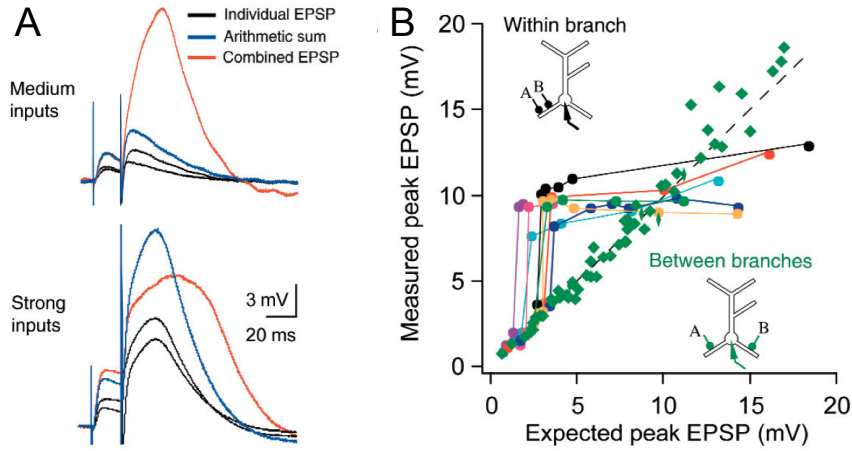 A
Individual EPSP
Arithmetic sum
Combined EPSP
Medium
inputs
Strong
inputs
3 mV
20 ms
B
Within branch
A
B
Between branches
A
B
Measured peak EPSP (mV)
20
15
10
5
0
0
5
10
15
20
Expected peak EPSP (mV)